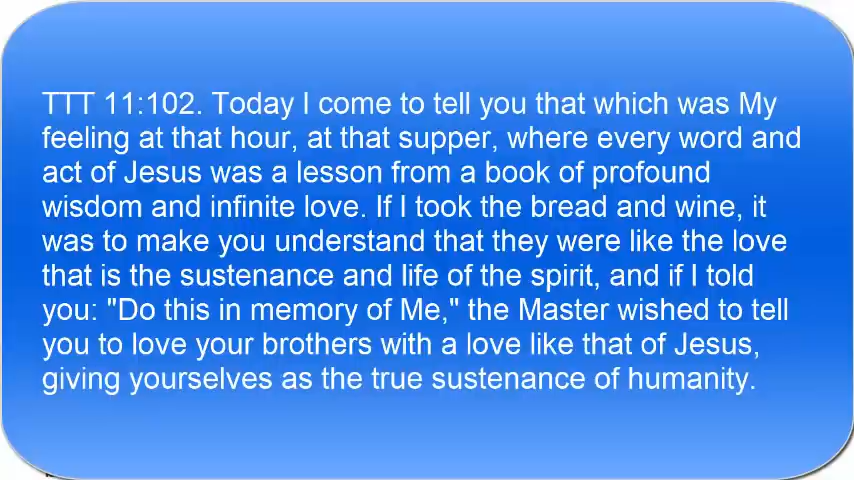 TTT 11:102. Today I come to tell you that which was My
feeling at that hour, at that supper, where every word and
act of Jesus was a lesson from a book of profound
wisdom and infinite love. If I took the bread and wine, it
was to make you understand that they were like the love
that is the sustenance and life of the spirit, and if I told
you: "Do this in memory of Me," the Master wished to tell
you to love your brothers with a love like that of Jesus,
giving yourselves as the true sustenance of humanity.